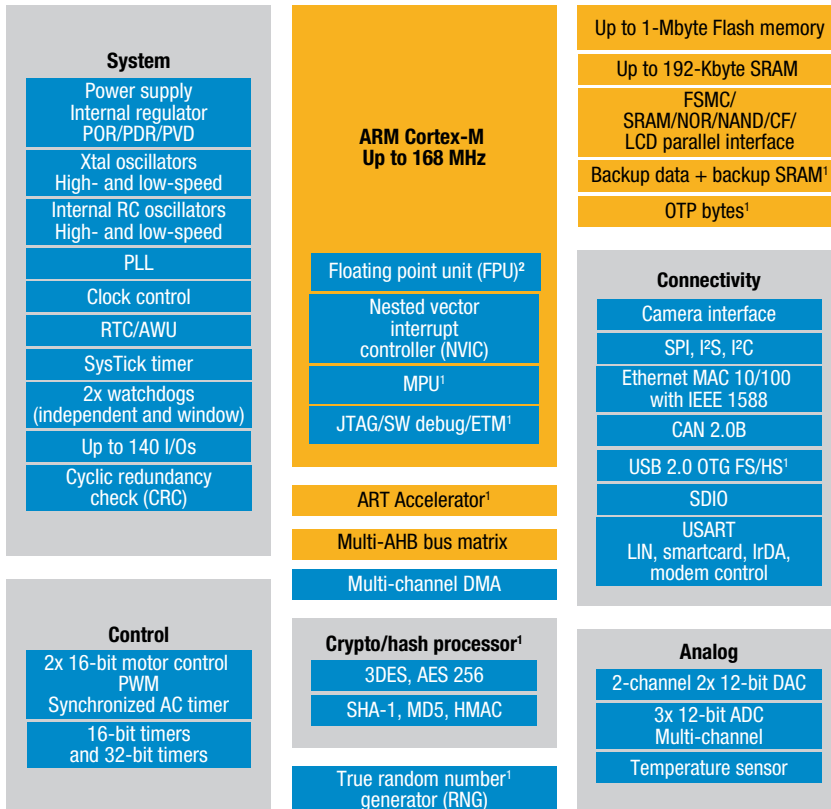 System
Power supply
Internal regulator
POR/PDR/PVD
Xtal oscillators
High- and low-speed
Internal RC oscillators
High- and low-speed
PLL
Clock control
RTC/AWU
SysTick timer
2x watchdogs
(independent and window)
Up to 140 I/Os
Cyclic redundancy
check (CRC)
Control
2x 16-bit motor control
PWM
Synchronized AC timer
16-bit timers
and 32-bit timers
ARM Cortex-M
Up to 168 MHz
Floating point unit (FPU)²
Nested vector
interrupt
controller (NVIC)
MPU¹
JTAG/SW debug/ETM¹
ART Accelerator¹
Multi-AHB bus matrix
Multi-channel DMA
Crypto/hash processor¹
3DES, AES 256
SHA-1, MD5, HMAC
True random number¹
generator (RNG)
Up to 1-Mbyte Flash memory
Up to 192-Kbyte SRAM
FSMC/
SRAM/NOR/NAND/CF/
LCD parallel interface
Backup data + backup SRAM¹
OTP bytes¹
Connectivity
Camera interface
SPI, I²S, I²C
Ethernet MAC 10/100
with IEEE 1588
CAN 2.0B
USB 2.0 OTG FS/HS¹
SDIO
USART
LIN, smartcard, IrDA,
modem control
Analog
2-channel 2x 12-bit DAC
3x 12-bit ADC
Multi-channel
Temperature sensor